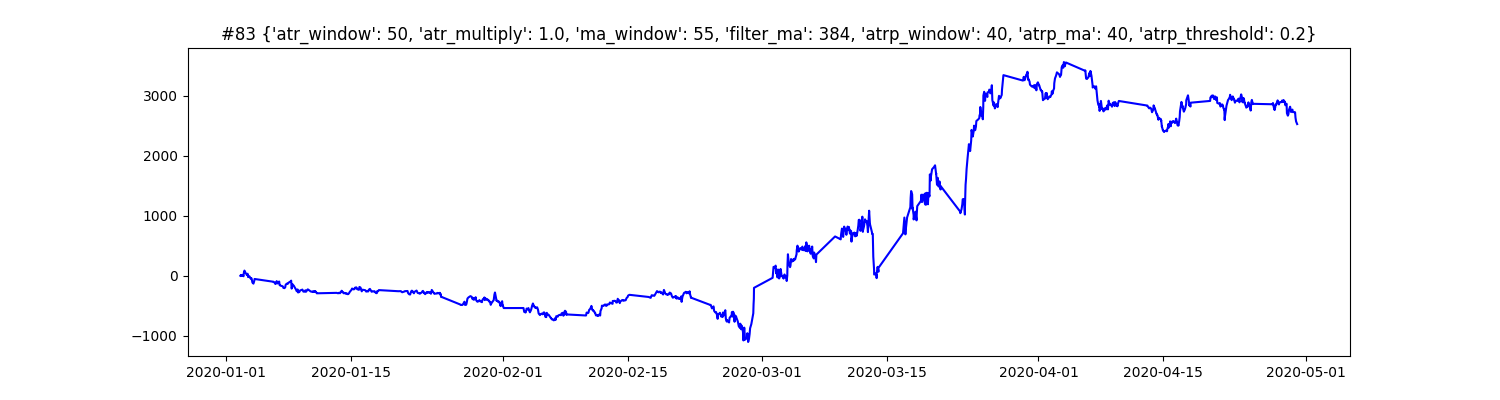 #83 {'atr_window': 50, 'atr_multiply': 1.0, 'ma_window': 55, 'filter_ma': 384, 'atrp_window': 40, 'atrp_ma': 40, 'atrp_threshold': 0.2}
3000
2000
1000
0
−1000
2020-01-01 2020-01-15 2020-02-01 2020-02-15 2020-03-01 2020-03-15 2020-04-01 2020-04-15 2020-05-01